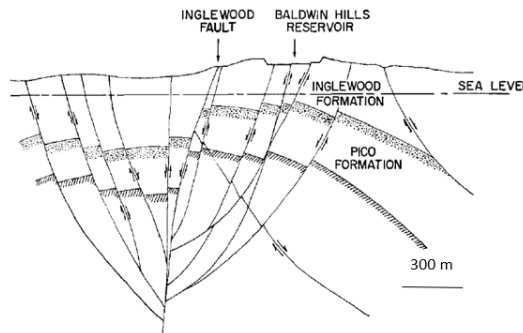 INGLEWOOD
FAULT
BALDWIN HILLS
RESERVOIR
INGLEWOOD
FORMATION
SEA LEVEL
PICO
FORMATION
300 m